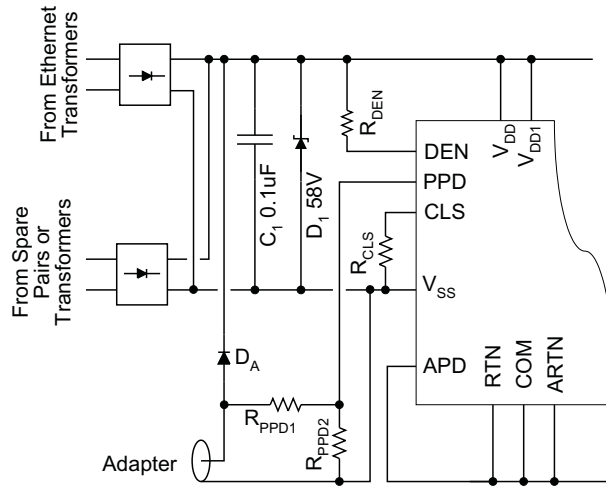 From Ethernet
Transformers
From Spare
Pairs or
Transformers
C1 0.1uF
D1 58V
RDEN
DEN
PPD
CLS
RCLS
VSS
VDD
VDD1
APD
RTN
COM
ARTN
DA
RPPD1
RPPD2
Adapter